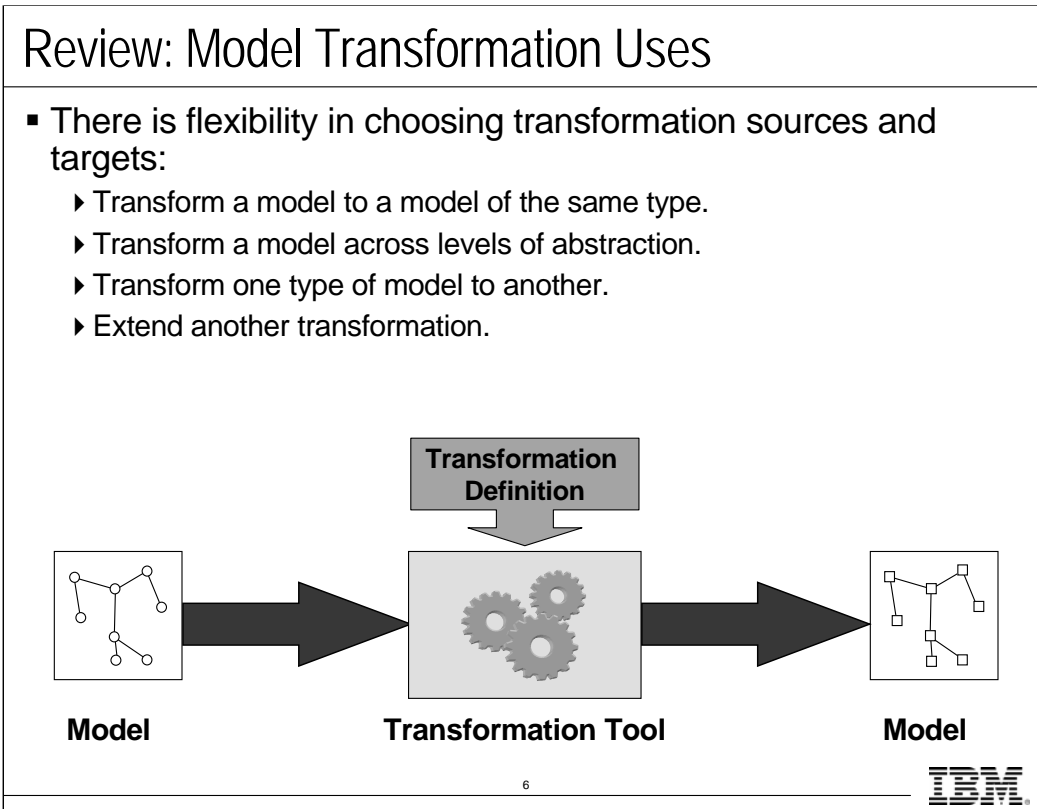 Review: Model Transformation Uses
▪ There is flexibility in choosing transformation sources and
targets:
Transform a model to a model of the same type.
Transform a model across levels of abstraction.
Transform one type of model to another.
Extend another transformation.
Transformation
Definition
Model
Transformation Tool
Model
6
IBM